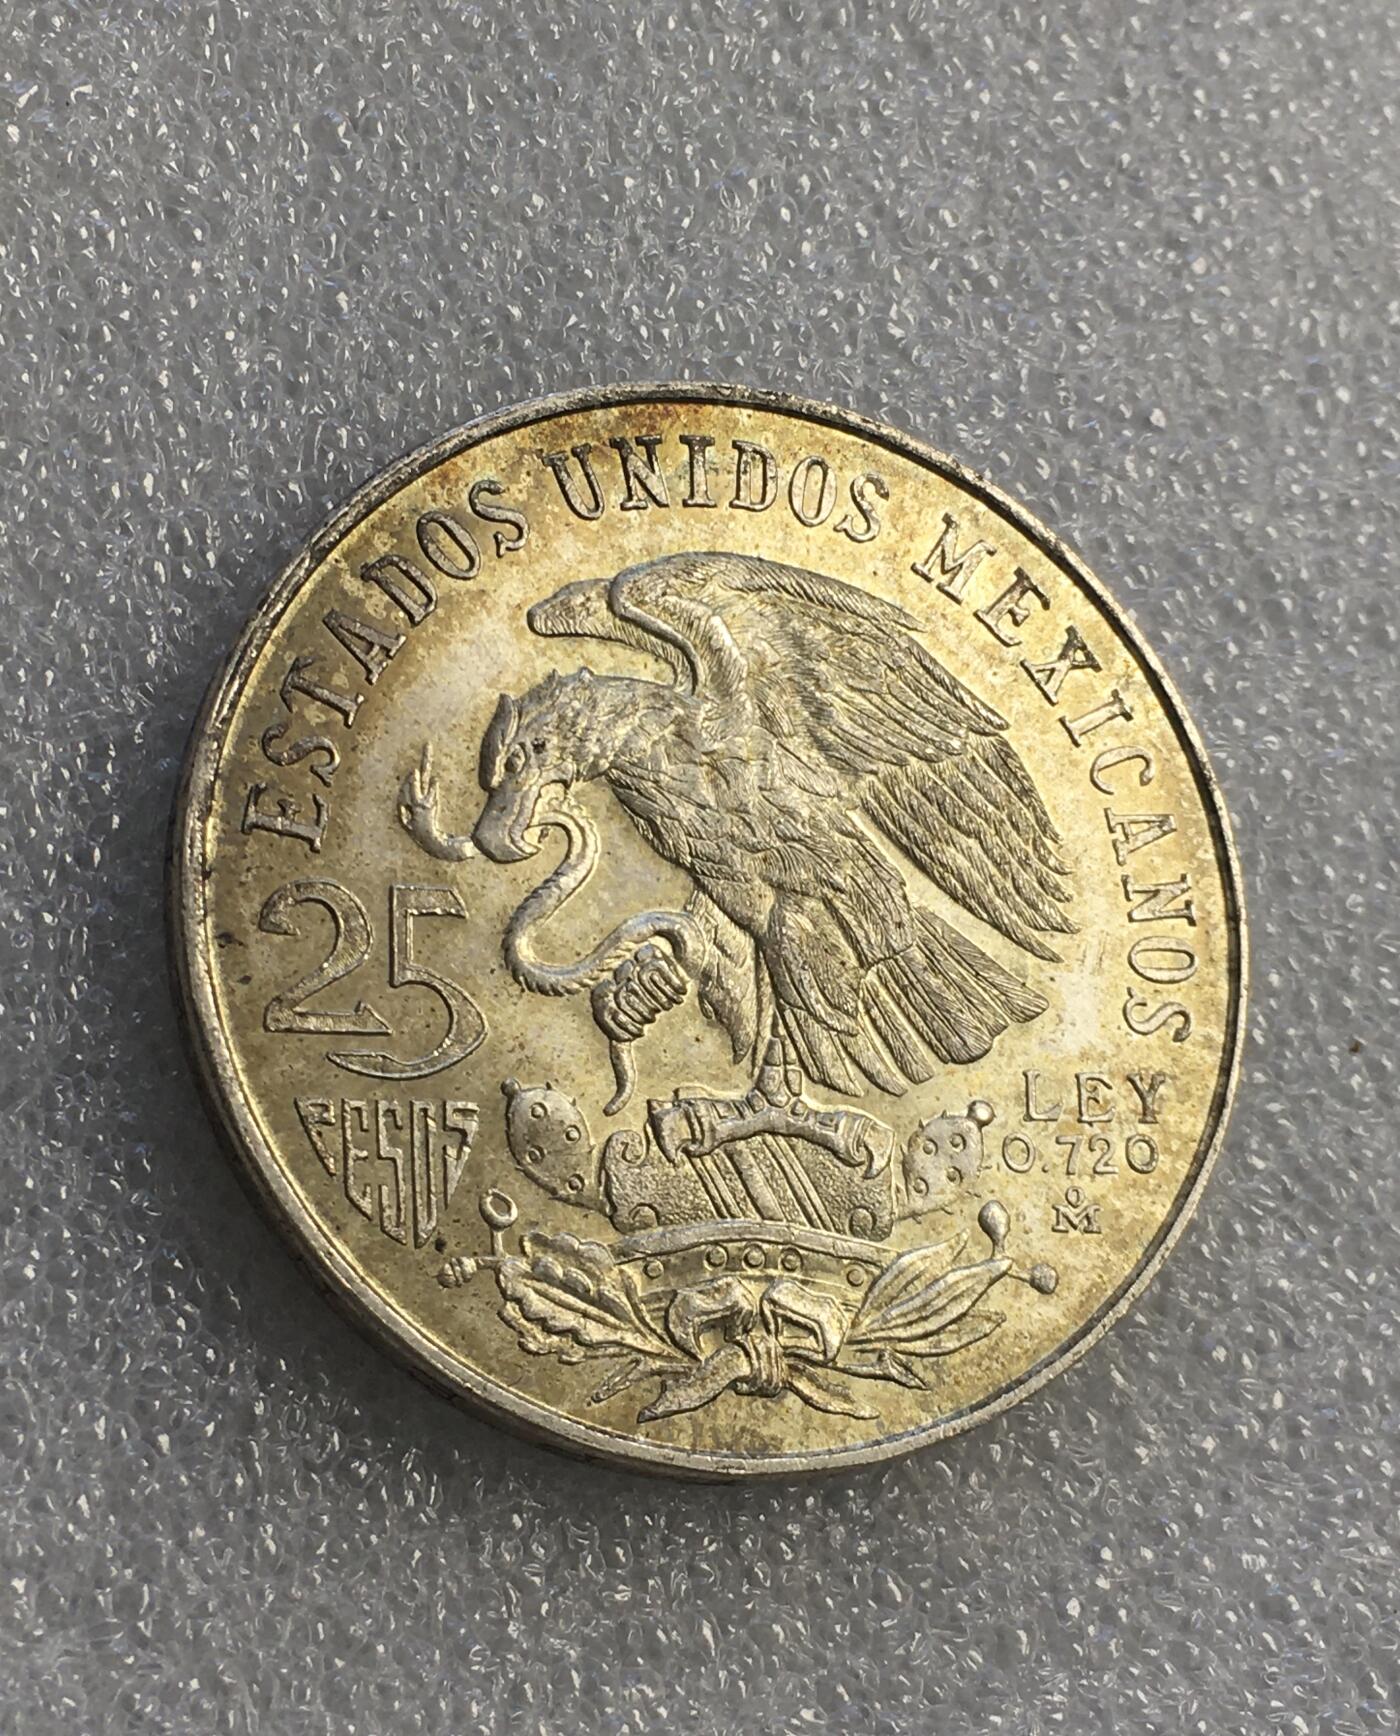 ESTADOS UNIDOS MEXICANOS
25
PESOS
LEY
0.720
Mo